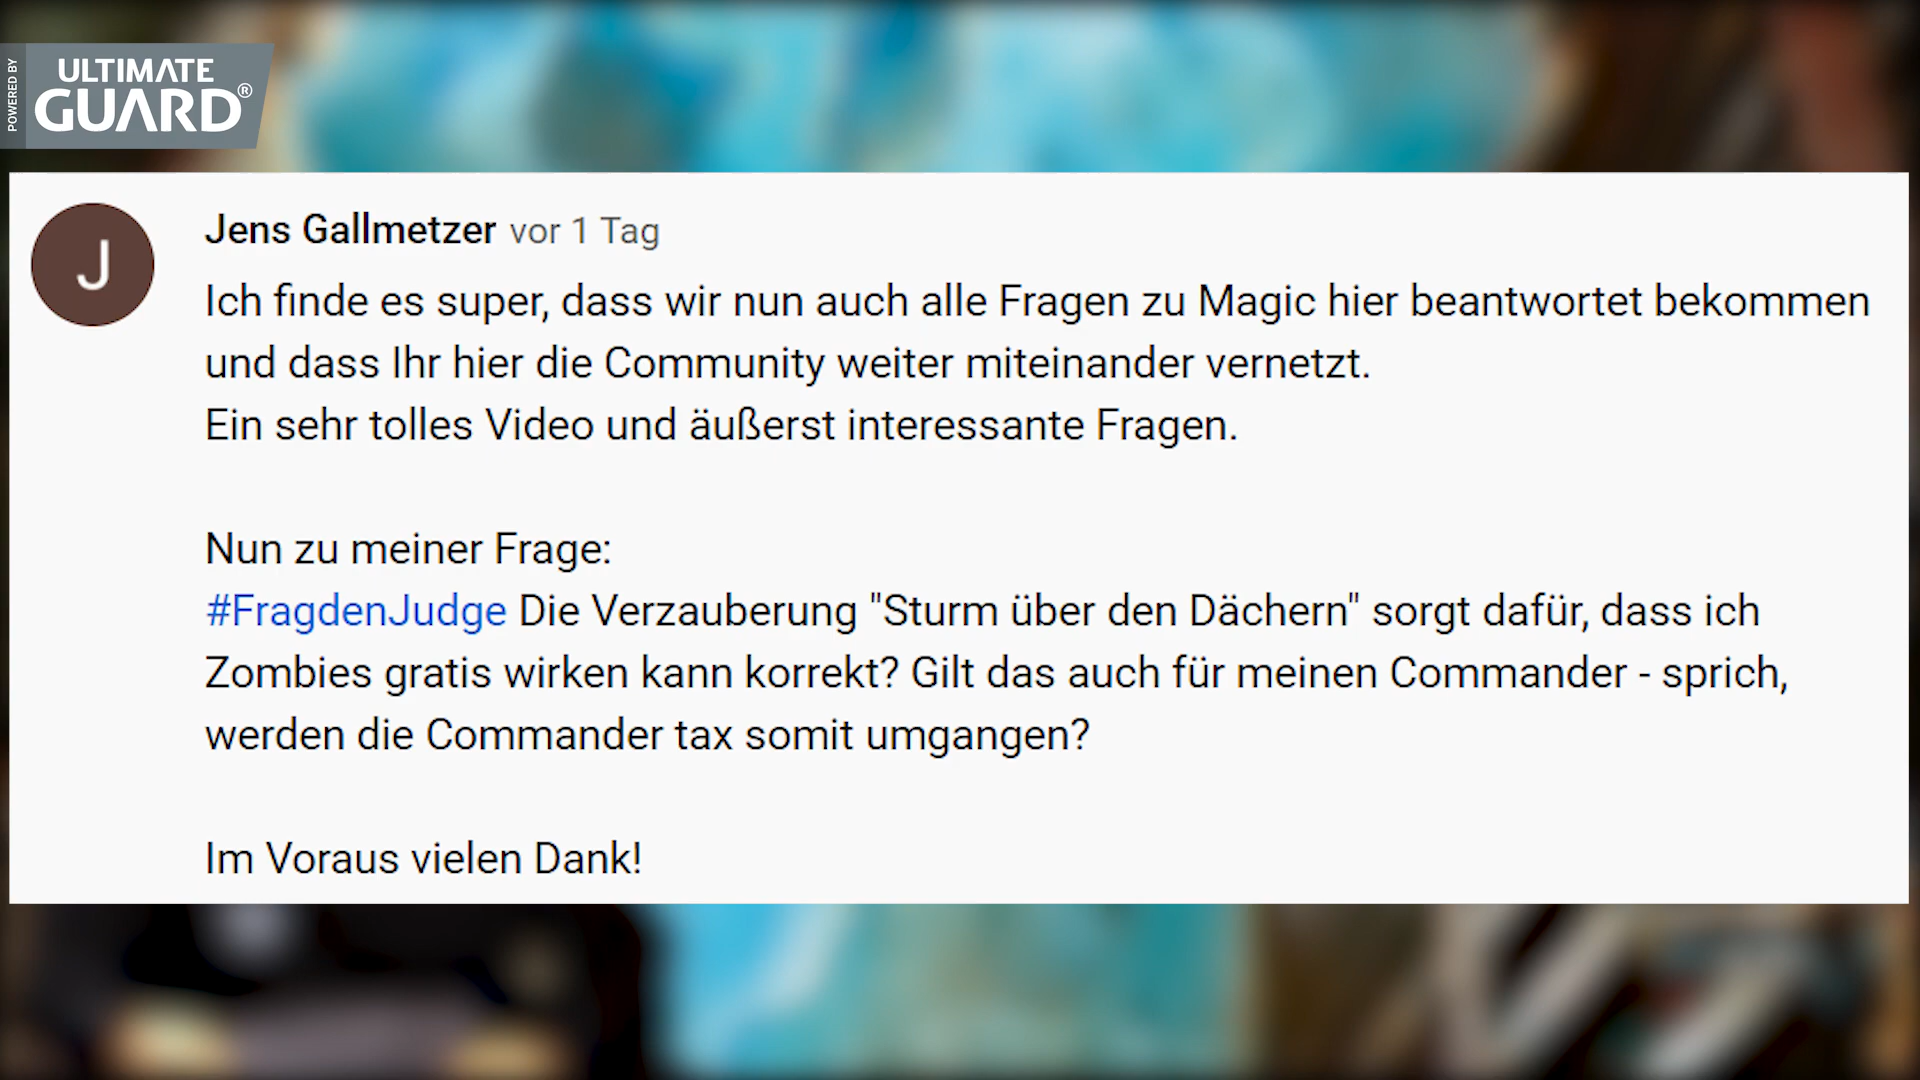 POWERED BY
ULTIMATE
GUARD®
J
Jens Gallmetzer vor 1 Tag
Ich finde es super, dass wir nun auch alle Fragen zu Magic hier beantwortet bekommen
und dass Ihr hier die Community weiter miteinander vernetzt.
Ein sehr tolles Video und äußerst interessante Fragen.
Nun zu meiner Frage:
#FragdenJudge Die Verzauberung "Sturm über den Dächern" sorgt dafür, dass ich
Zombies gratis wirken kann korrekt? Gilt das auch für meinen Commander - sprich,
werden die Commander tax somit umgangen?
Im Voraus vielen Dank!